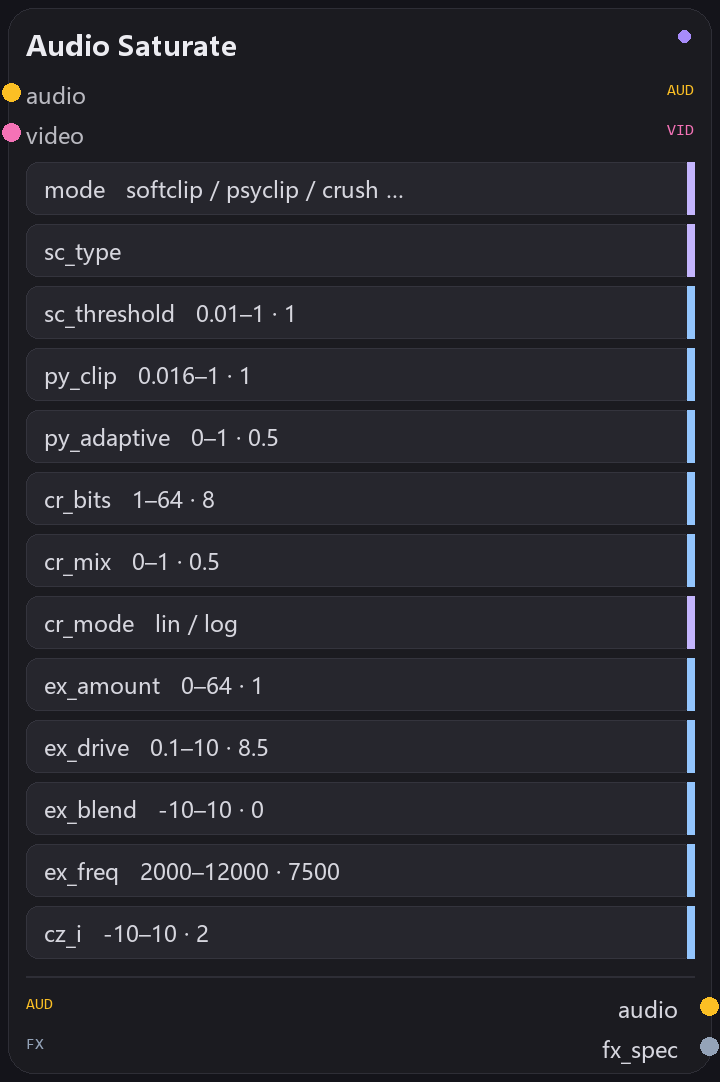 Audio Saturate
audio AUD
video VID
mode softclip / psyclip / crush ...
sc_type
sc_threshold 0.01–1 · 1
py_clip 0.016–1 · 1
py_adaptive 0–1 · 0.5
cr_bits 1–64 · 8
cr_mix 0–1 · 0.5
cr_mode lin / log
ex_amount 0–64 · 1
ex_drive 0.1–10 · 8.5
ex_blend -10–10 · 0
ex_freq 2000–12000 · 7500
cz_i -10–10 · 2
AUD audio
FX fx_spec